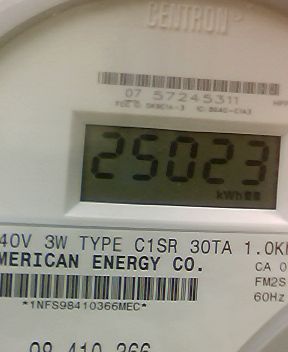 CENTRON
07 57245311
25023
kWh
40V 3W TYPE C1SR 30TA 1.0K
MERICAN ENERGY CO.
CA 0
FM2S
60Hz
*1NFS98410366MEC*
98 410 366